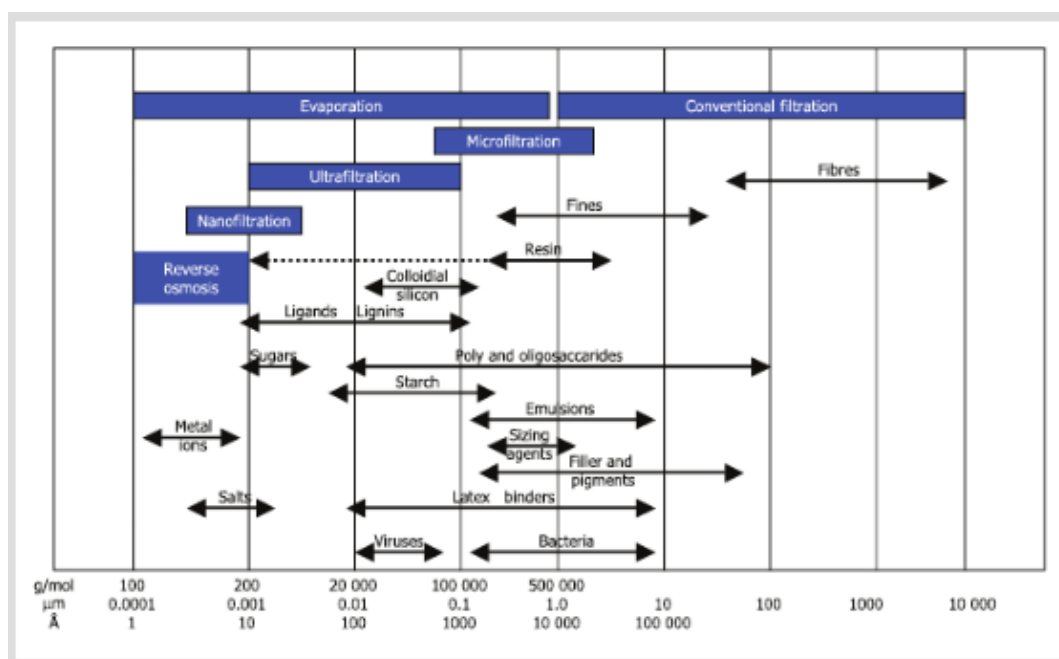 Evaporation
Conventional filtration
Microfiltration
Ultrafiltration
Fibres
Nanofiltration
Fines
Reverse
osmosis
Resin
Colloidial
silicon
Ligands Lignins
Sugars
Poly and oligosaccarides
Starch
Emulsions
Metal
ions
Sizing
agents
Filler and
pigments
Salts
Latex binders
Viruses
Bacteria
g/mol 100 200 20 000 100 000 500 000
µm 0.0001 0.001 0.01 0.1 1.0 10 100 1000 10 000
Å 1 10 100 1000 10 000 100 000